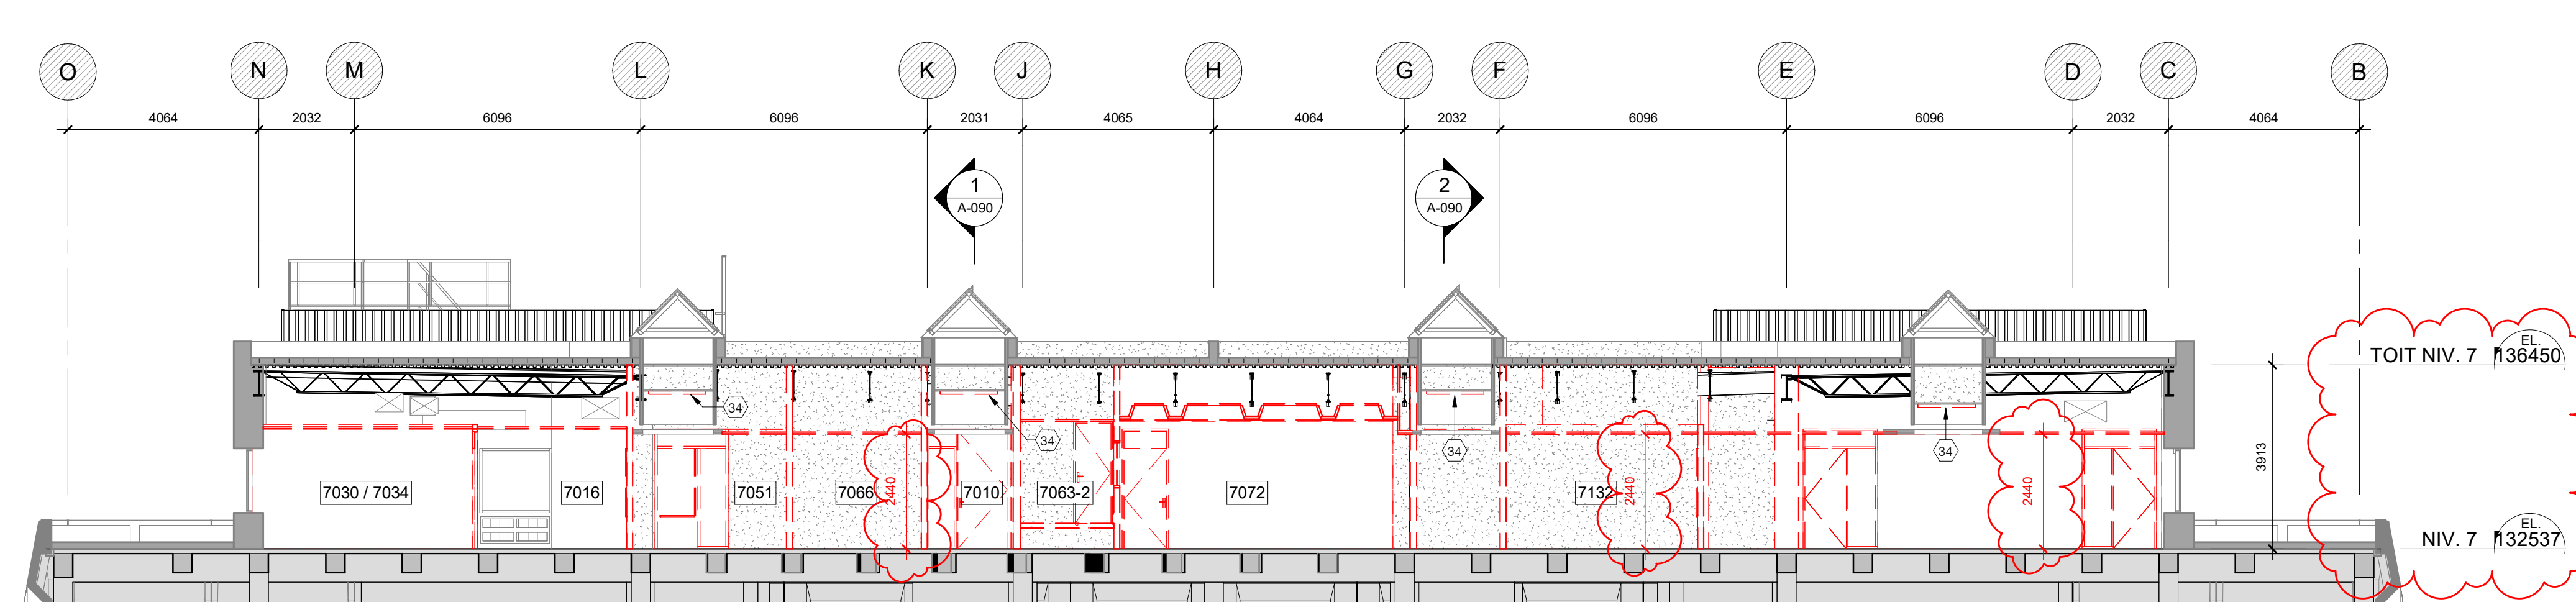 O N M L K J H G F E D C B
4064 2032 6096 6096 2031 4065 4064 2032 6096 6096 2032 4064
1 2
A-090 A-090
EL.
TOIT NIV. 7 136450
34 34 34 34
3913
7030 / 7034 7016 7051 7066 2440 7010 7063-2 7072 7132 2440 2440
EL.
NIV. 7 132537